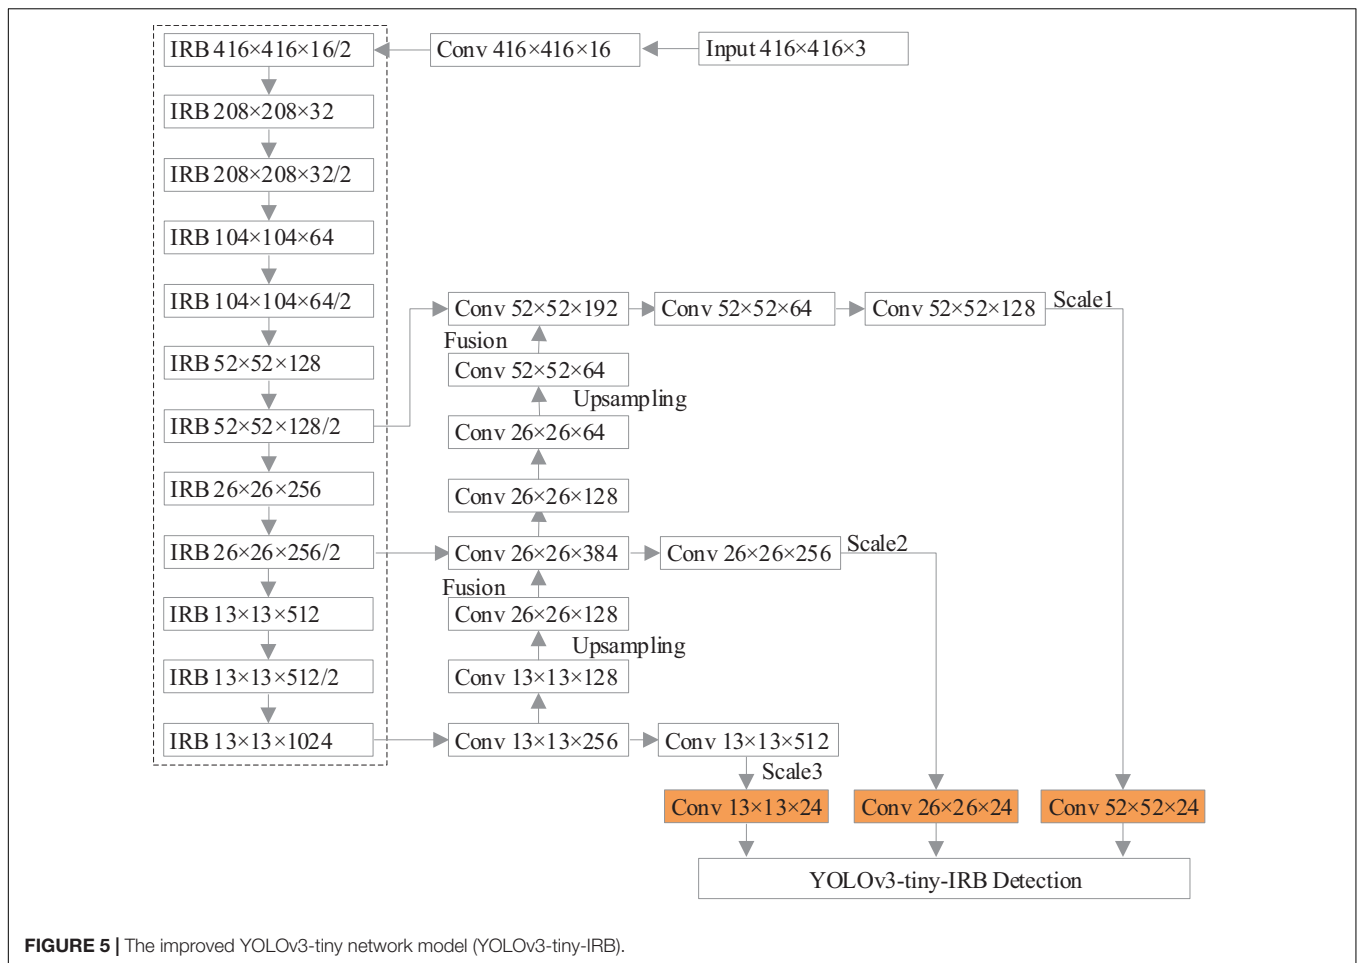 IRB 416×416×16/2
Conv 416×416×16
Input 416×416×3
IRB 208×208×32
IRB 208×208×32/2
IRB 104×104×64
IRB 104×104×64/2
Conv 52×52×192
Conv 52×52×64
Conv 52×52×128
Scale1
Fusion
IRB 52×52×128
Conv 52×52×64
Upsampling
IRB 52×52×128/2
Conv 26×26×64
IRB 26×26×256
Conv 26×26×128
IRB 26×26×256/2
Conv 26×26×384
Conv 26×26×256
Scale2
Fusion
IRB 13×13×512
Conv 26×26×128
Upsampling
IRB 13×13×512/2
Conv 13×13×128
IRB 13×13×1024
Conv 13×13×256
Conv 13×13×512
Scale3
Conv 13×13×24
Conv 26×26×24
Conv 52×52×24
YOLOv3-tiny-IRB Detection
FIGURE 5 | The improved YOLOv3-tiny network model (YOLOv3-tiny-IRB).